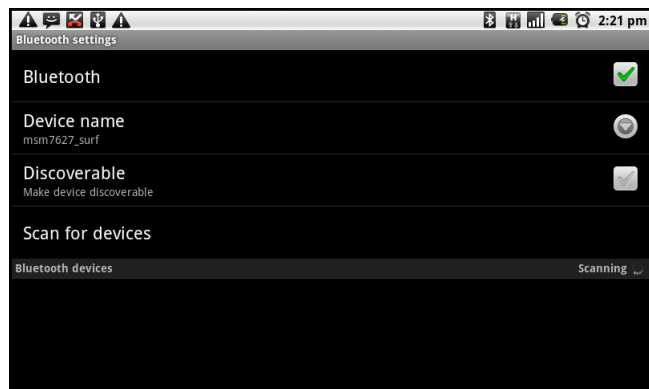 2:21 pm
Bluetooth settings
Bluetooth
Device name
msm7627_surf
Discoverable
Make device discoverable
Scan for devices
Bluetooth devices Scanning